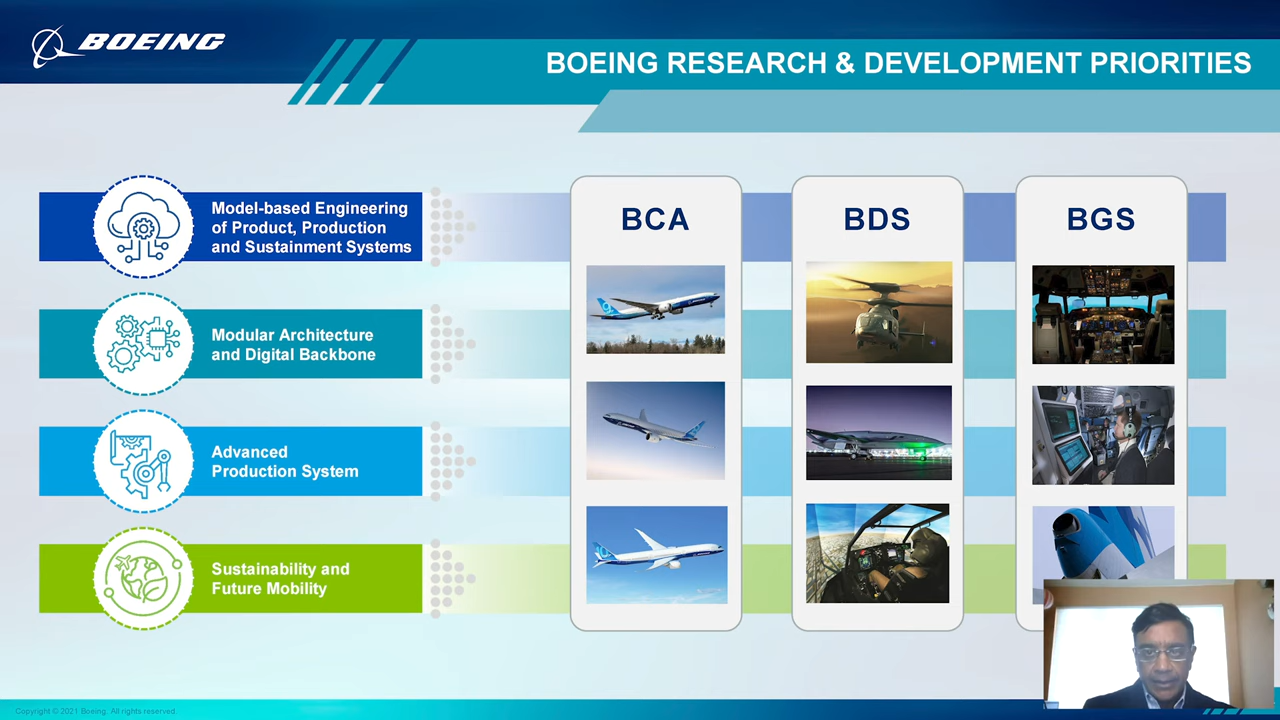 BOEING
BOEING RESEARCH & DEVELOPMENT PRIORITIES
Model-based Engineering
of Product, Production
and Sustainment Systems
Modular Architecture
and Digital Backbone
Advanced
Production System
Sustainability and
Future Mobility
BCA
BDS
BGS
Copyright © 2021 Boeing. All rights reserved.